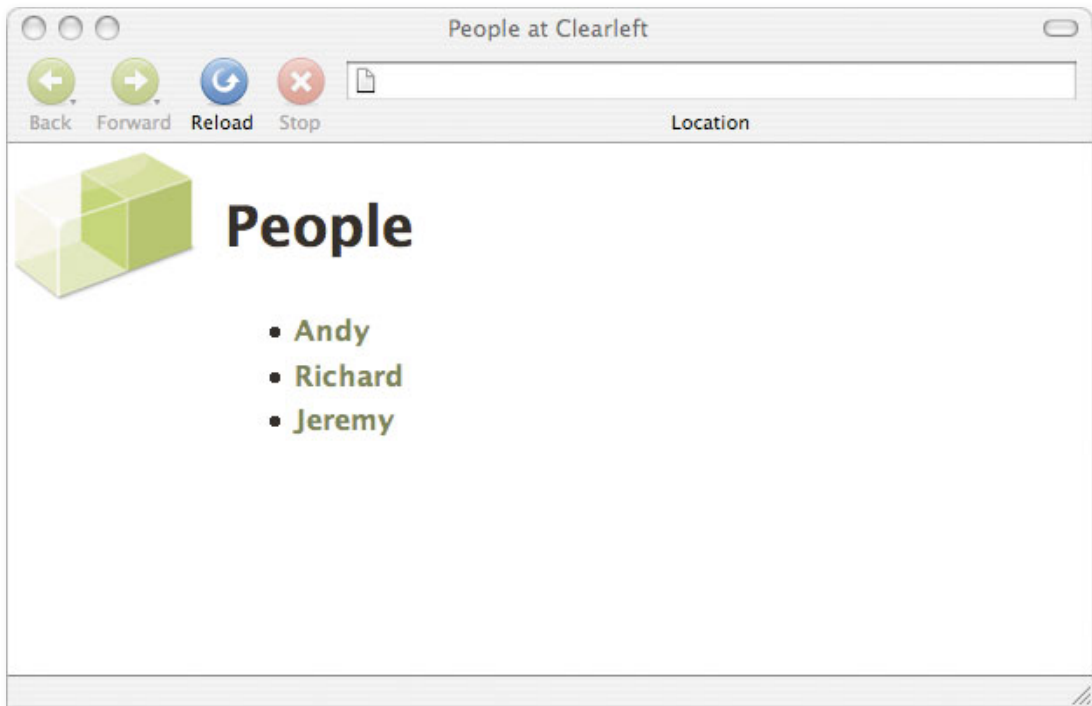 People at Clearleft
Back Forward Reload Stop Location
People
• Andy
• Richard
• Jeremy